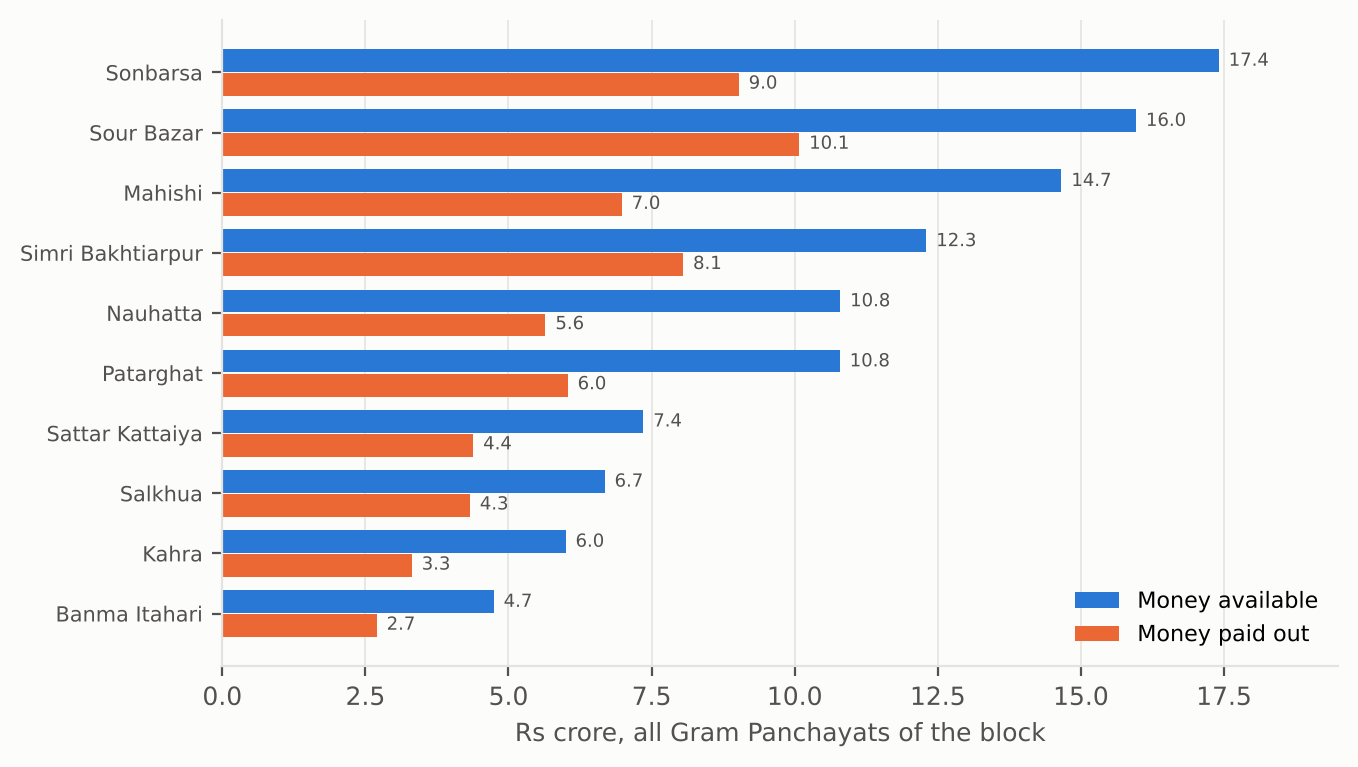 Sonbarsa 17.4
9.0
Sour Bazar 16.0
10.1
Mahishi 14.7
7.0
Simri Bakhtiarpur 12.3
8.1
Nauhatta 10.8
5.6
Patarghat 10.8
6.0
Sattar Kattaiya 7.4
4.4
Salkhua 6.7
4.3
Kahra 6.0
3.3
Banma Itahari 4.7
2.7
Money available
Money paid out
0.0 2.5 5.0 7.5 10.0 12.5 15.0 17.5
Rs crore, all Gram Panchayats of the block